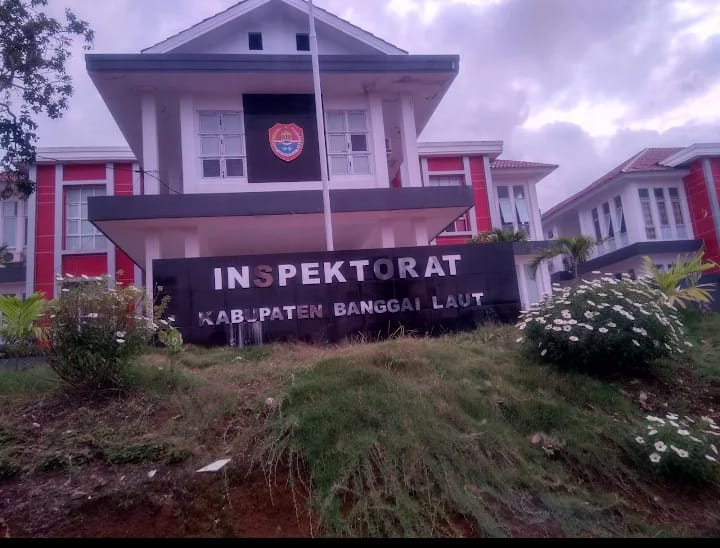 INSPEKTORAT
KABUPATEN BANGGAI LAUT